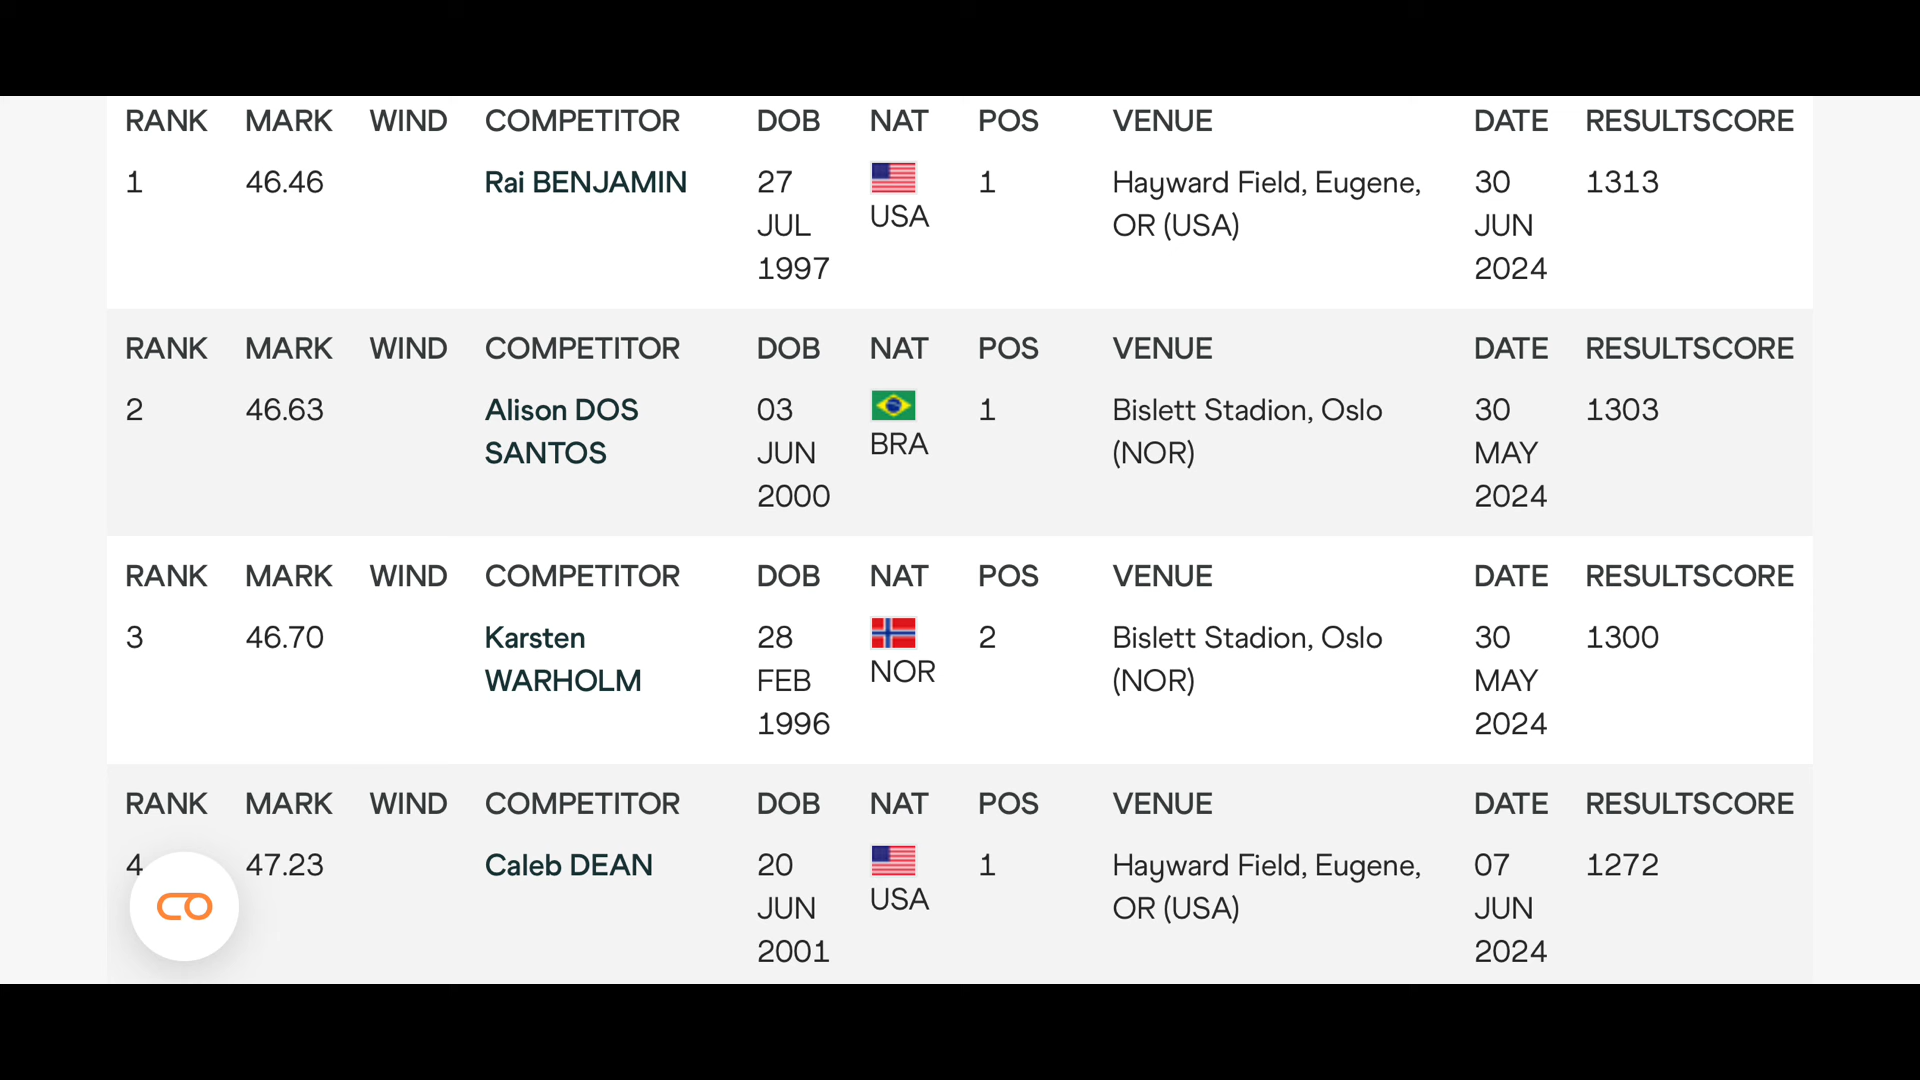 RANK MARK WIND COMPETITOR DOB NAT POS VENUE DATE RESULTSCORE
1 46.46 Rai BENJAMIN 27 1 Hayward Field, Eugene, 30 1313
JUL USA OR (USA) JUN
1997 2024
RANK MARK WIND COMPETITOR DOB NAT POS VENUE DATE RESULTSCORE
2 46.63 Alison DOS 03 1 Bislett Stadion, Oslo 30 1303
SANTOS JUN BRA (NOR) MAY
2000 2024
RANK MARK WIND COMPETITOR DOB NAT POS VENUE DATE RESULTSCORE
3 46.70 Karsten 28 2 Bislett Stadion, Oslo 30 1300
WARHOLM FEB NOR (NOR) MAY
1996 2024
RANK MARK WIND COMPETITOR DOB NAT POS VENUE DATE RESULTSCORE
4 47.23 Caleb DEAN 20 1 Hayward Field, Eugene, 07 1272
JUN USA OR (USA) JUN
2001 2024